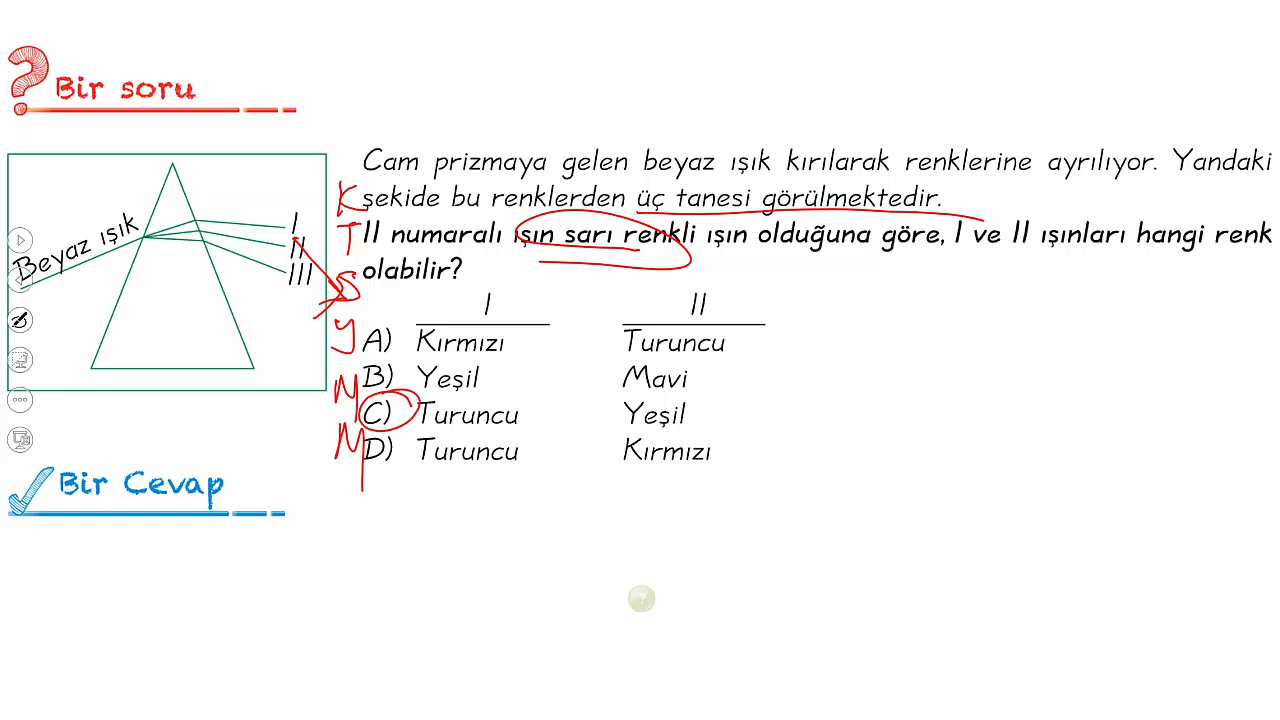 Bir soru
Cam prizmaya gelen beyaz ışık kırılarak renklerine ayrılıyor. Yandaki
şekide bu renklerden üç tanesi görülmektedir.
II numaralı ışın sarı renkli ışın olduğuna göre, I ve II ışınları hangi renk
olabilir?
Beyaz ışık
I
II
III
K
T
S
Y
M
M
I II
A) Kırmızı Turuncu
B) Yeşil Mavi
C) Turuncu Yeşil
D) Turuncu Kırmızı
Bir Cevap